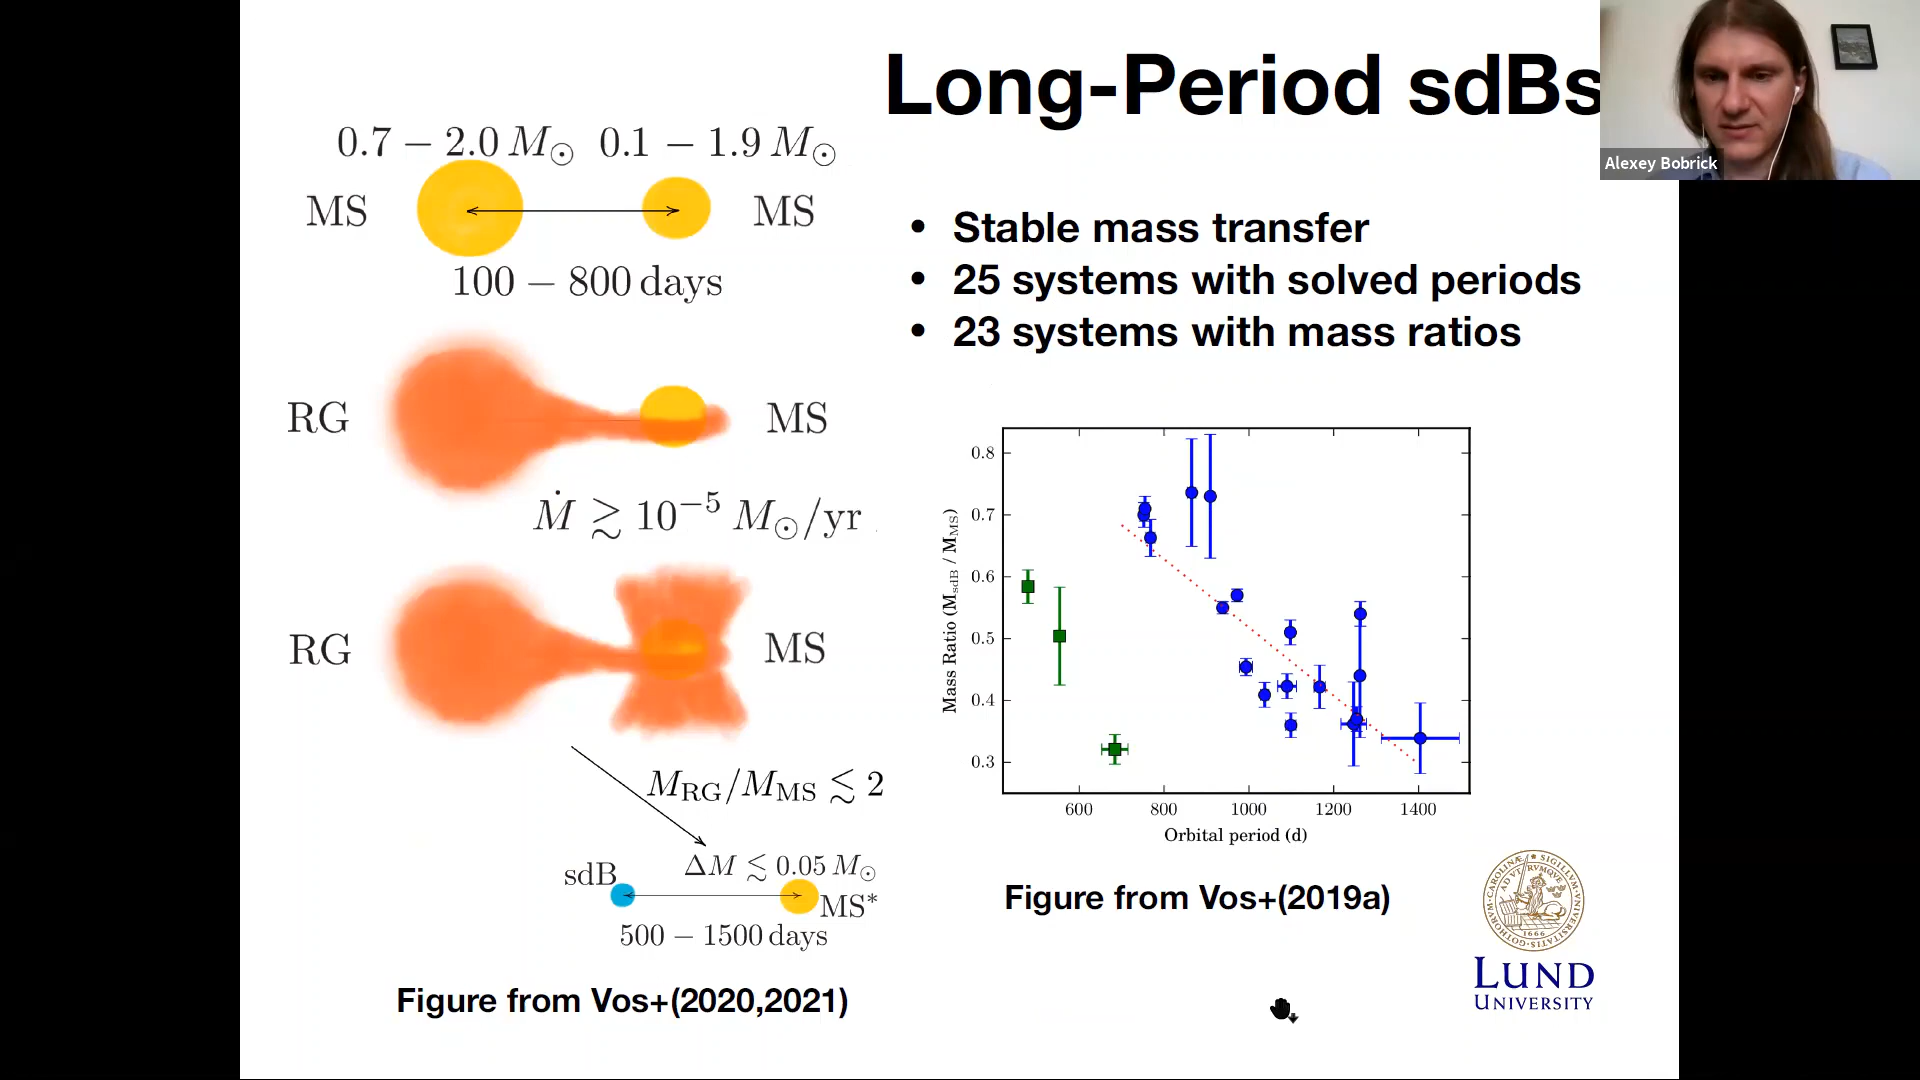 Long-Period sdBs
Alexey Bobrick
0.7 − 2.0 M⊙ 0.1 − 1.9 M⊙
MS MS
100 − 800 days
RG MS
Ṁ ≳ 10⁻⁵ M⊙/yr
RG MS
M_RG/M_MS ≲ 2
sdB
ΔM ≲ 0.05 M⊙
MS*
500 − 1500 days
Figure from Vos+(2020,2021)
• Stable mass transfer
• 25 systems with solved periods
• 23 systems with mass ratios
Mass Ratio (M_sdB / M_MS)
0.8
0.7
0.6
0.5
0.4
0.3
600 800 1000 1200 1400
Orbital period (d)
Figure from Vos+(2019a)
1666
LUND
UNIVERSITY